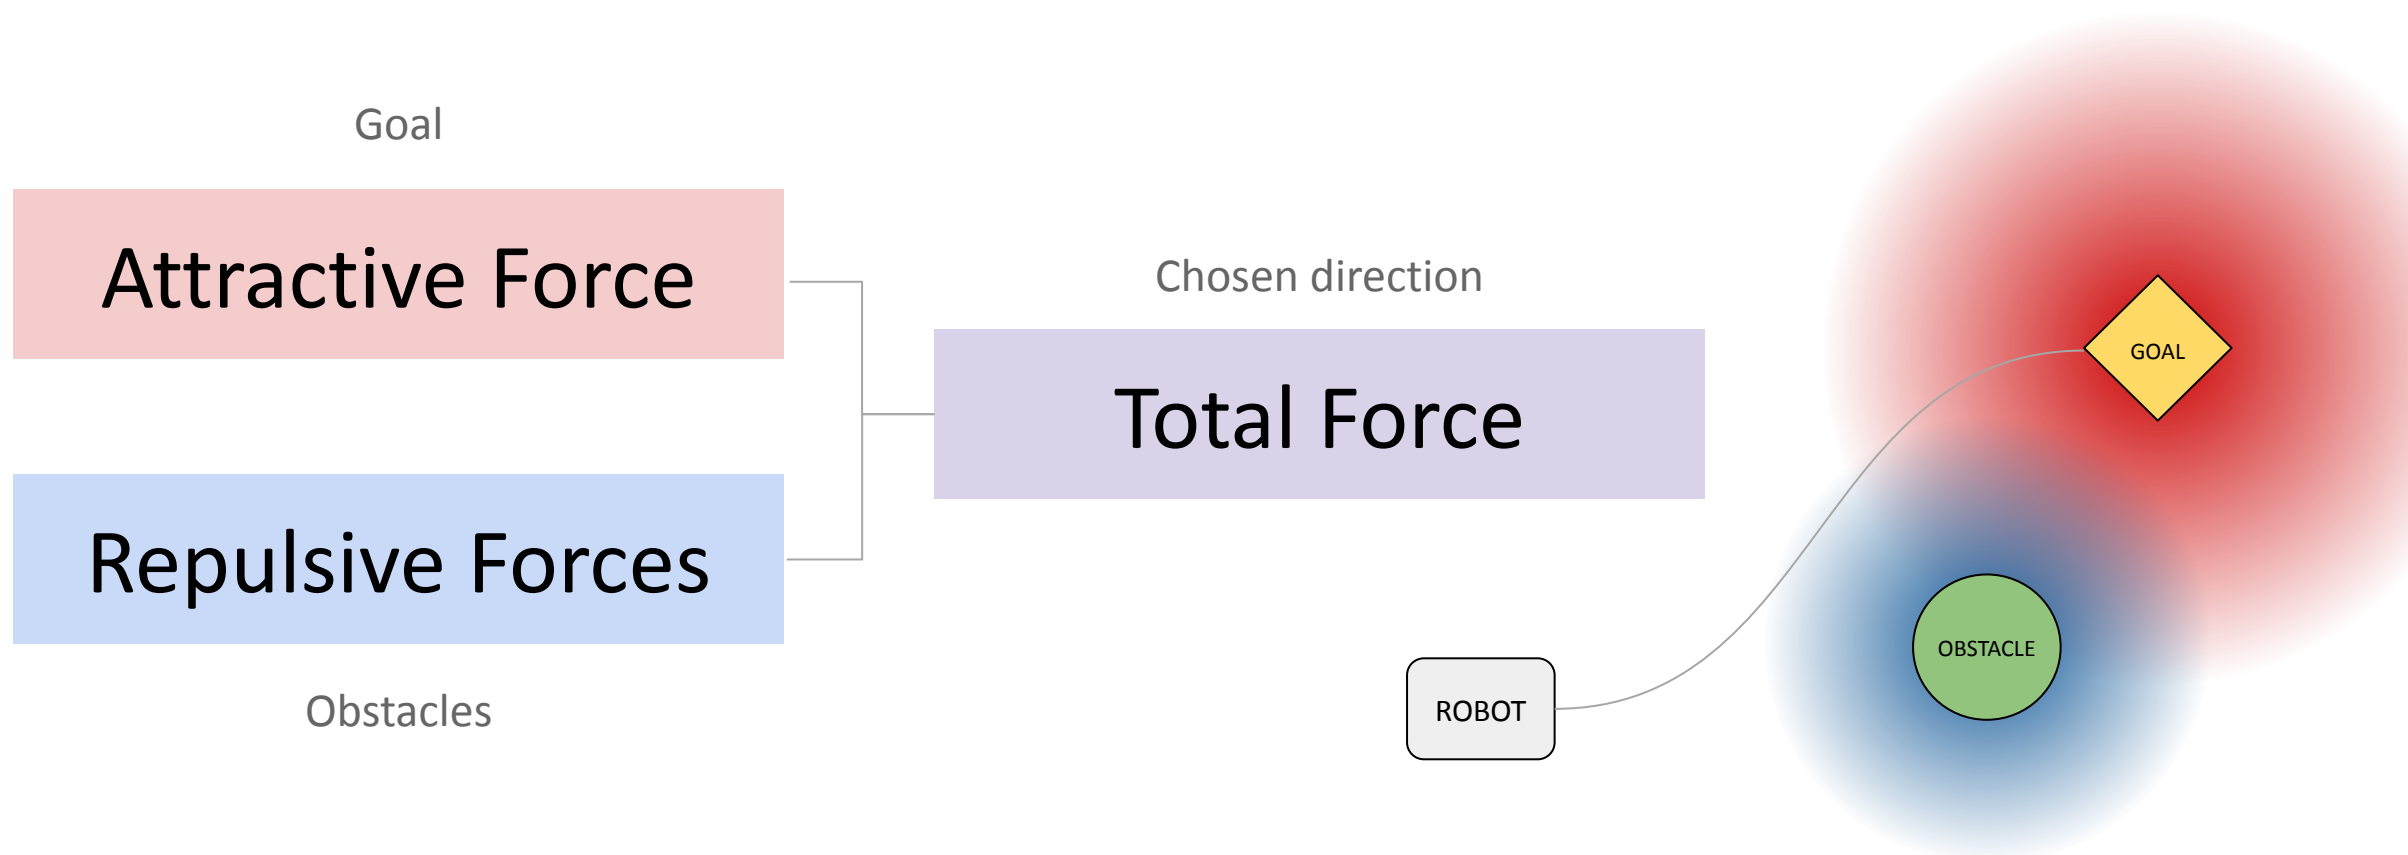 Goal
Attractive Force
Repulsive Forces
Obstacles
Chosen direction
Total Force
GOAL
OBSTACLE
ROBOT